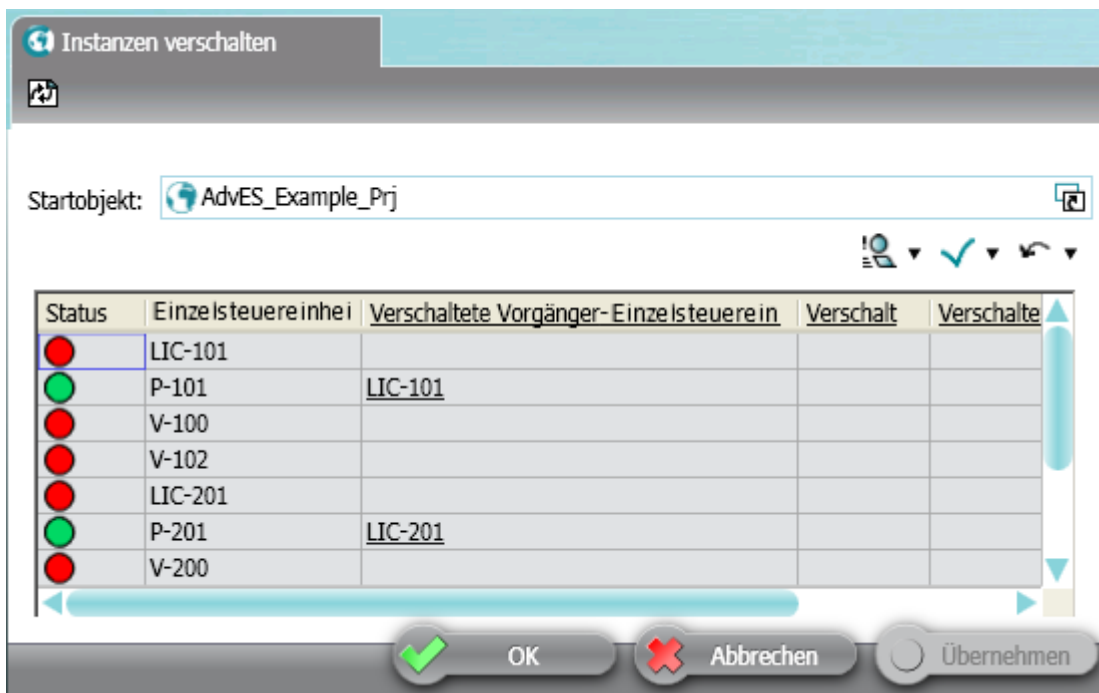 Instanzen verschalten
Startobjekt: AdvES_Example_Prj
Status Einzelsteuereinhei Verschaltete Vorgänger-Einzelsteuerein Verschalt Verschalte
LIC-101
P-101 LIC-101
V-100
V-102
LIC-201
P-201 LIC-201
V-200
OK Abbrechen Übernehmen